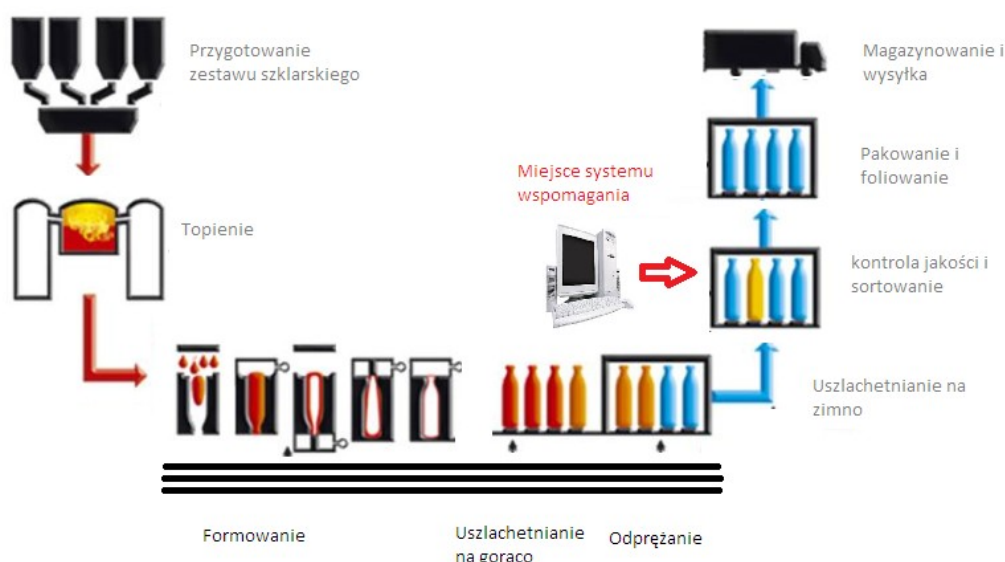 Przygotowanie
zestawu szklarskiego
Topienie
Formowanie
Uszlachetnianie
na gorąco
Odprężanie
Uszlachetnianie na
zimno
kontrola jakości i
sortowanie
Miejsce systemu
wspomagania
Pakowanie i
foliowanie
Magazynowanie i
wysyłka